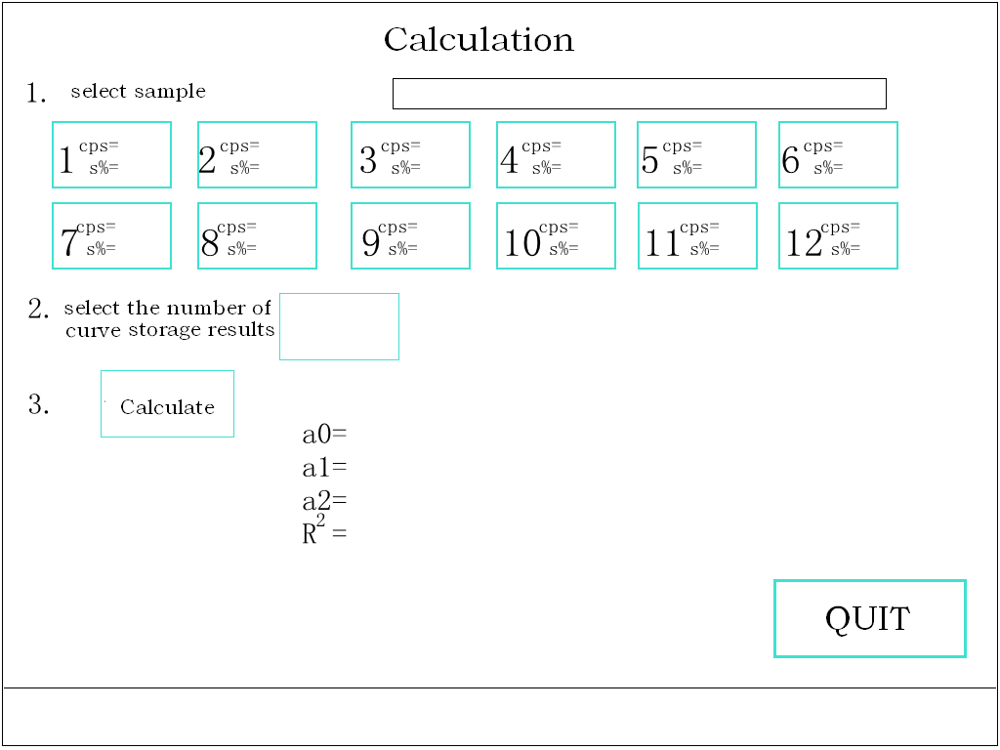 Calculation
1. select sample
1 cps= s%=
2 cps= s%=
3 cps= s%=
4 cps= s%=
5 cps= s%=
6 cps= s%=
7 cps= s%=
8 cps= s%=
9 cps= s%=
10 cps= s%=
11 cps= s%=
12 cps= s%=
2. select the number of
curve storage results
3. Calculate
a0=
a1=
a2=
R²=
QUIT